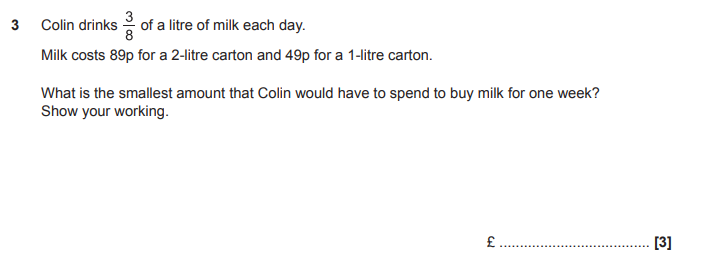 3 Colin drinks 3/8 of a litre of milk each day.
Milk costs 89p for a 2-litre carton and 49p for a 1-litre carton.
What is the smallest amount that Colin would have to spend to buy milk for one week?
Show your working.
£ ..................................... [3]